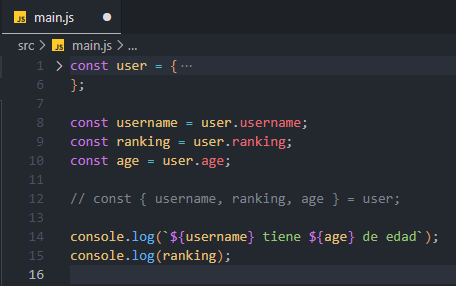 JS main.js
src > JS main.js > ...
1 > const user = { ...
6 };
7
8 const username = user.username;
9 const ranking = user.ranking;
10 const age = user.age;
11
12 // const { username, ranking, age } = user;
13
14 console.log(`${username} tiene ${age} de edad`);
15 console.log(ranking);
16